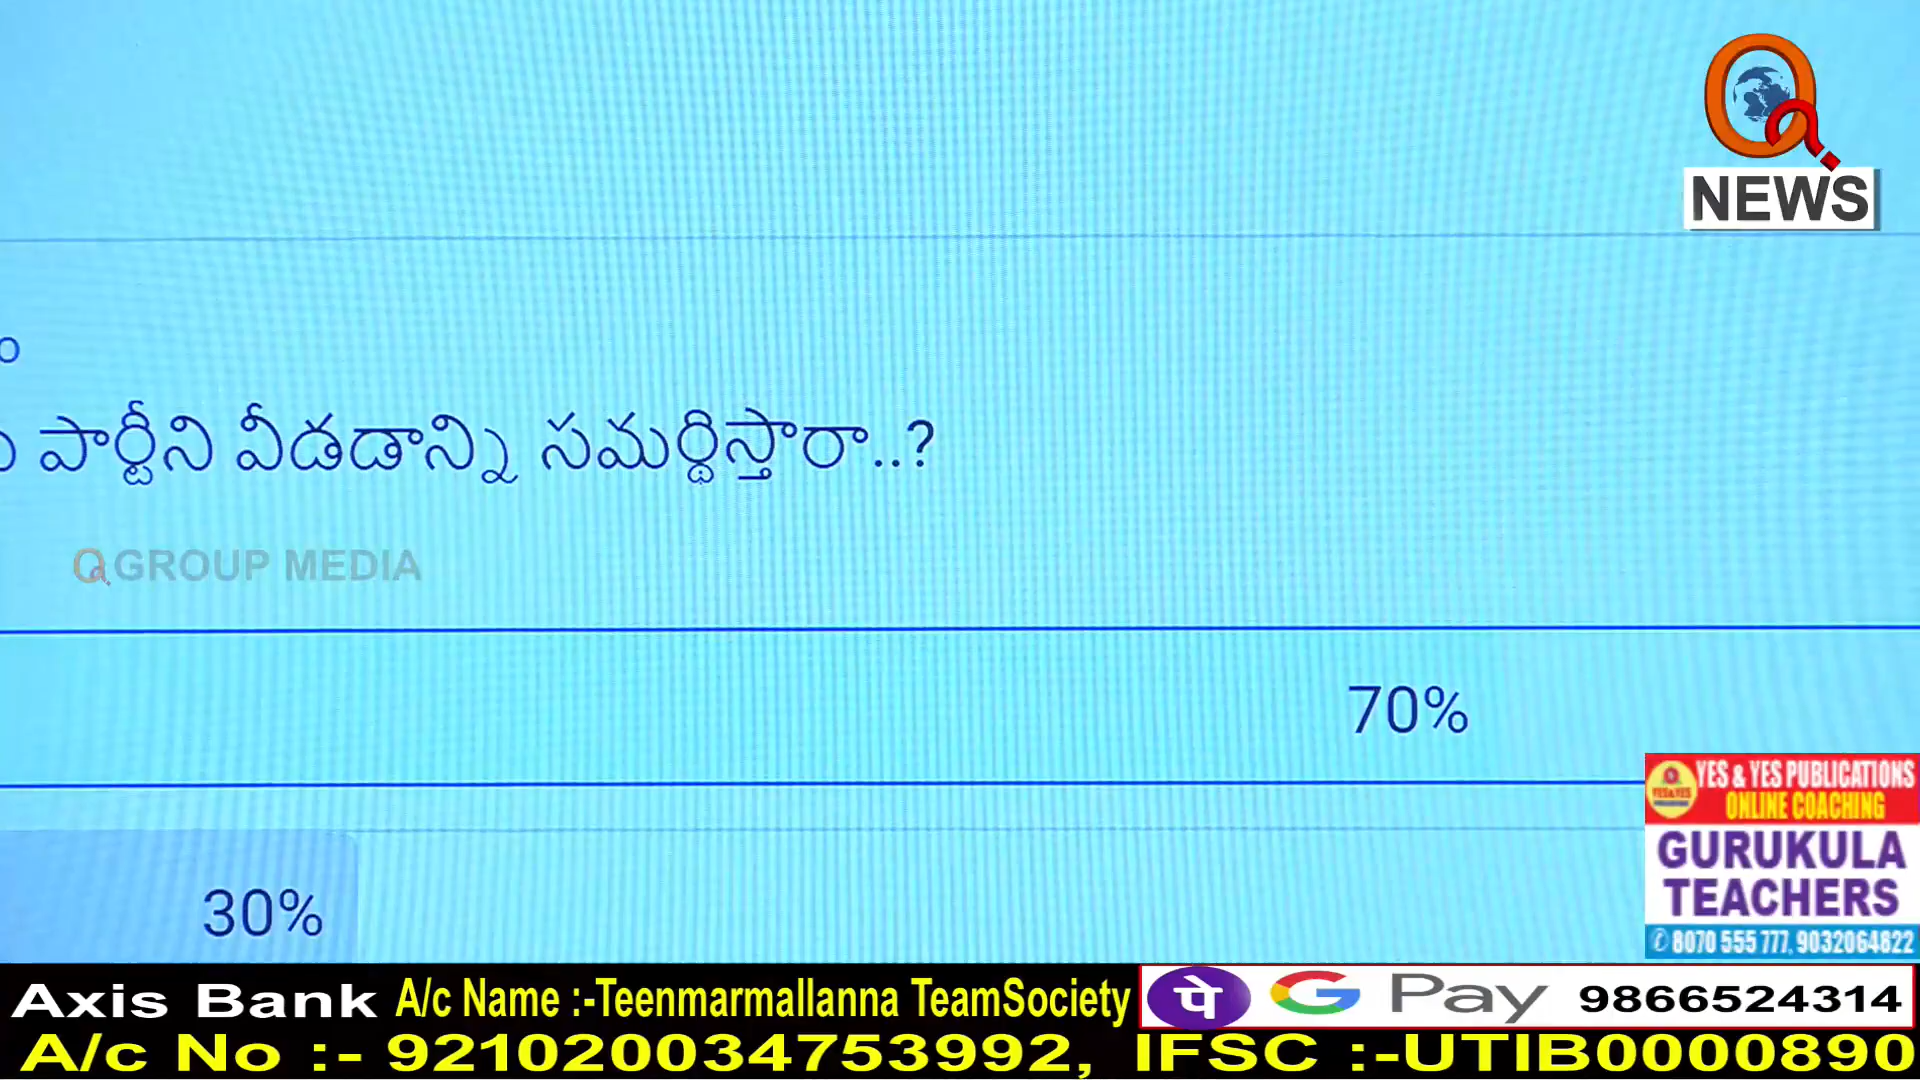 Q
NEWS
పార్టీని వీడడాన్ని సమర్థిస్తారా..?
Q GROUP MEDIA
70%
YES & YES PUBLICATIONS
ONLINE COACHING
GURUKULA
TEACHERS
8070 555 777, 9032064822
30%
Axis Bank A/c Name :-Teenmarmallanna TeamSociety
पे G Pay 9866524314
A/c No :- 921020034753992, IFSC :-UTIB0000890